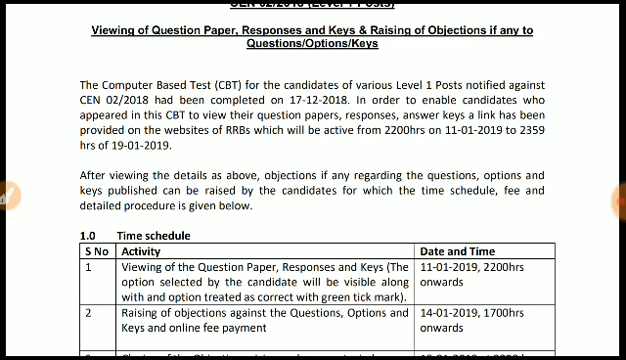 CEN 02/2018 (Level 1 Posts)
Viewing of Question Paper, Responses and Keys & Raising of Objections if any to
Questions/Options/Keys
The Computer Based Test (CBT) for the candidates of various Level 1 Posts notified against
CEN 02/2018 had been completed on 17-12-2018. In order to enable candidates who
appeared in this CBT to view their question papers, responses, answer keys a link has been
provided on the websites of RRBs which will be active from 2200hrs on 11-01-2019 to 2359
hrs of 19-01-2019.
After viewing the details as above, objections if any regarding the questions, options and
keys published can be raised by the candidates for which the time schedule, fee and
detailed procedure is given below.
1.0 Time schedule
S No Activity Date and Time
1 Viewing of the Question Paper, Responses and Keys (The 11-01-2019, 2200hrs
option selected by the candidate will be visible along onwards
with and option treated as correct with green tick mark).
2 Raising of objections against the Questions, Options and 14-01-2019, 1700hrs
Keys and online fee payment onwards